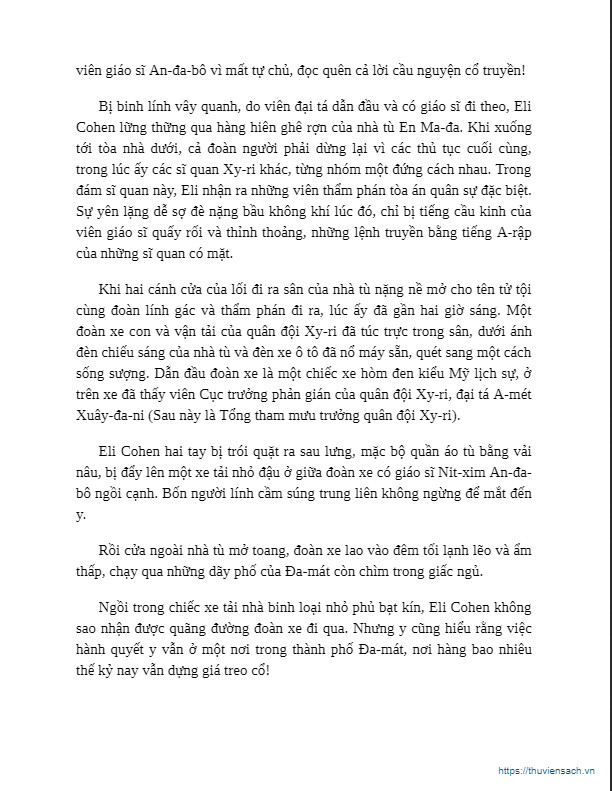 viên giáo sĩ An-đa-bô vì mất tự chủ, đọc quên cả lời cầu nguyện cổ truyền!
Bị binh lính vây quanh, do viên đại tá dẫn đầu và có giáo sĩ đi theo, Eli
Cohen lững thững qua hàng hiên ghê rợn của nhà tù En Ma-đa. Khi xuống
tới tòa nhà dưới, cả đoàn người phải dừng lại vì các thủ tục cuối cùng,
trong lúc ấy các sĩ quan Xy-ri khác, từng nhóm một đứng cách nhau. Trong
đám sĩ quan này, Eli nhận ra những viên thẩm phán tòa án quân sự đặc biệt.
Sự yên lặng dễ sợ đè nặng bầu không khí lúc đó, chỉ bị tiếng cầu kinh của
viên giáo sĩ quấy rối và thỉnh thoảng, những lệnh truyền bằng tiếng A-rập
của những sĩ quan có mặt.
Khi hai cánh cửa của lối đi ra sân của nhà tù nặng nề mở cho tên tử tội
cùng đoàn lính gác và thẩm phán đi ra, lúc ấy đã gần hai giờ sáng. Một
đoàn xe con và vận tải của quân đội Xy-ri đã túc trực trong sân, dưới ánh
đèn chiếu sáng của nhà tù và đèn xe ô tô đã nổ máy sẵn, quét sang một cách
sống sượng. Dẫn đầu đoàn xe là một chiếc xe hòm đen kiểu Mỹ lịch sự, ở
trên xe đã thấy viên Cục trưởng phản gián của quân đội Xy-ri, đại tá A-mét
Xuây-đa-ni (Sau này là Tổng tham mưu trưởng quân đội Xy-ri).
Eli Cohen hai tay bị trói quặt ra sau lưng, mặc bộ quần áo tù bằng vải
nâu, bị đẩy lên một xe tải nhỏ đậu ở giữa đoàn xe có giáo sĩ Nit-xim An-đa-
bô ngồi cạnh. Bốn người lính cầm súng trung liên không ngừng để mắt đến
y.
Rồi cửa ngoài nhà tù mở toang, đoàn xe lao vào đêm tối lạnh lẽo và ẩm
thấp, chạy qua những dãy phố của Đa-mát còn chìm trong giấc ngủ.
Ngồi trong chiếc xe tải nhà binh loại nhỏ phủ bạt kín, Eli Cohen không
sao nhận được quãng đường đoàn xe đi qua. Nhưng y cũng hiểu rằng việc
hành quyết y vẫn ở một nơi trong thành phố Đa-mát, nơi hàng bao nhiêu
thế kỷ nay vẫn dựng giá treo cổ!
https://thuviensach.vn